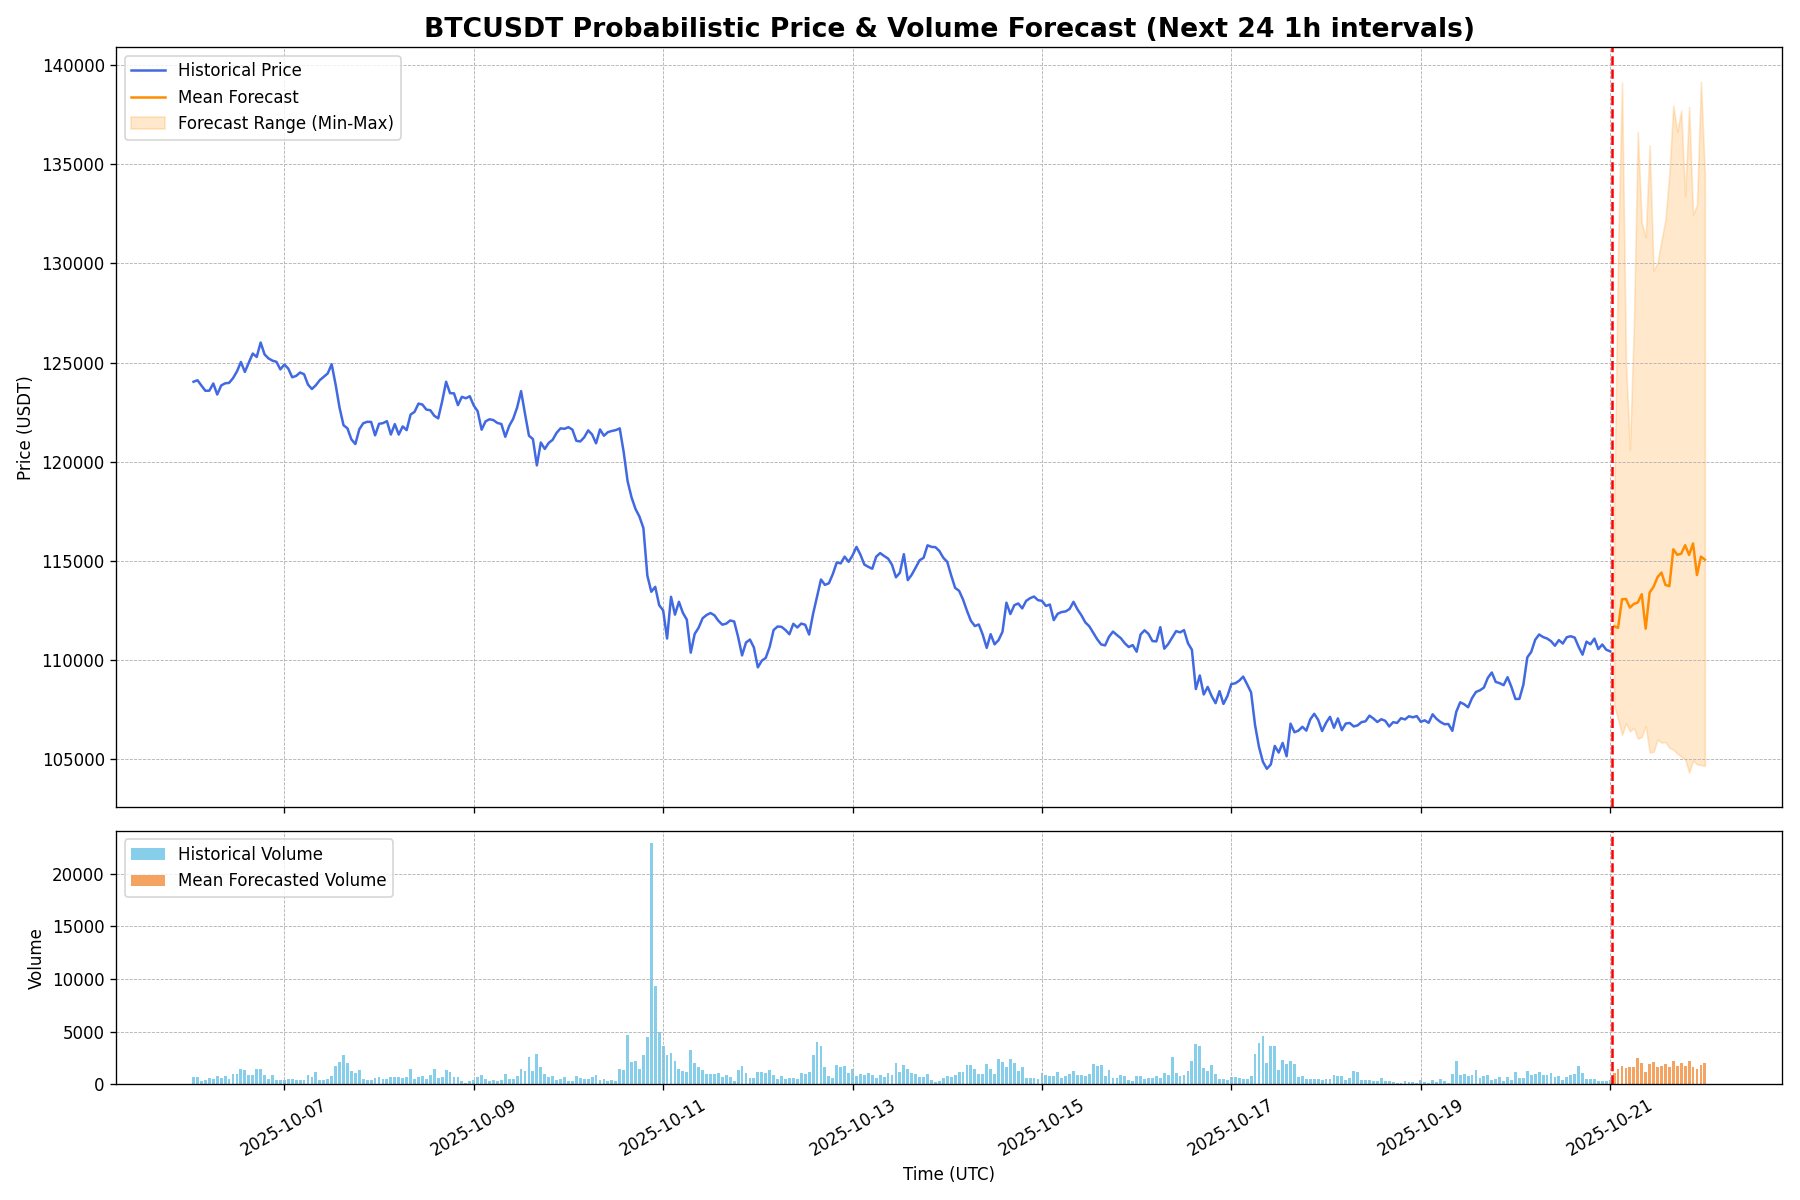 BTCUSDT Probabilistic Price & Volume Forecast (Next 24 1h intervals)
Historical Price
Mean Forecast
Forecast Range (Min-Max)
Price (USDT)
140000
135000
130000
125000
120000
115000
110000
105000
Historical Volume
Mean Forecasted Volume
Volume
20000
15000
10000
5000
0
2025-10-07
2025-10-09
2025-10-11
2025-10-13
2025-10-15
2025-10-17
2025-10-19
2025-10-21
Time (UTC)